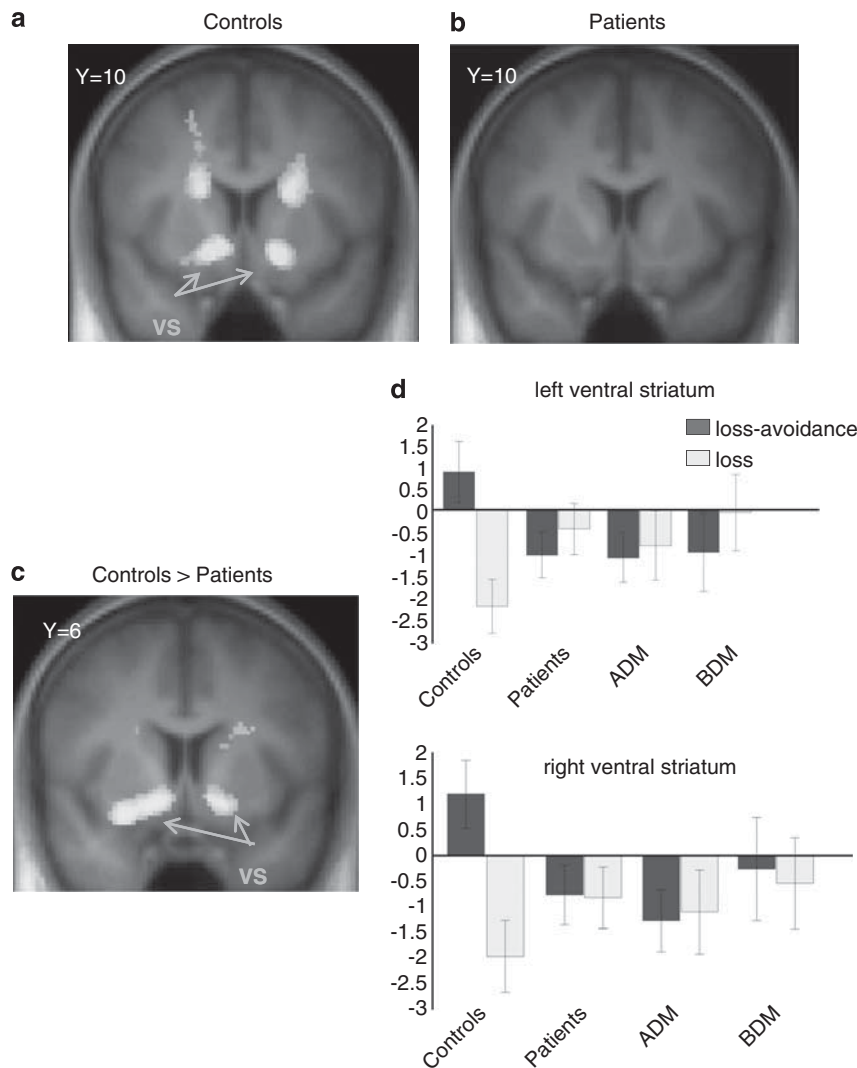 a
Controls
Y=10
VS
b
Patients
Y=10
c
Controls > Patients
Y=6
VS
d
left ventral striatum
loss-avoidance
loss
2
1.5
1
0.5
0
-0.5
-1
-1.5
-2
-2.5
-3
Controls
Patients
ADM
BDM
right ventral striatum
2
1.5
1
0.5
0
-0.5
-1
-1.5
-2
-2.5
-3
Controls
Patients
ADM
BDM